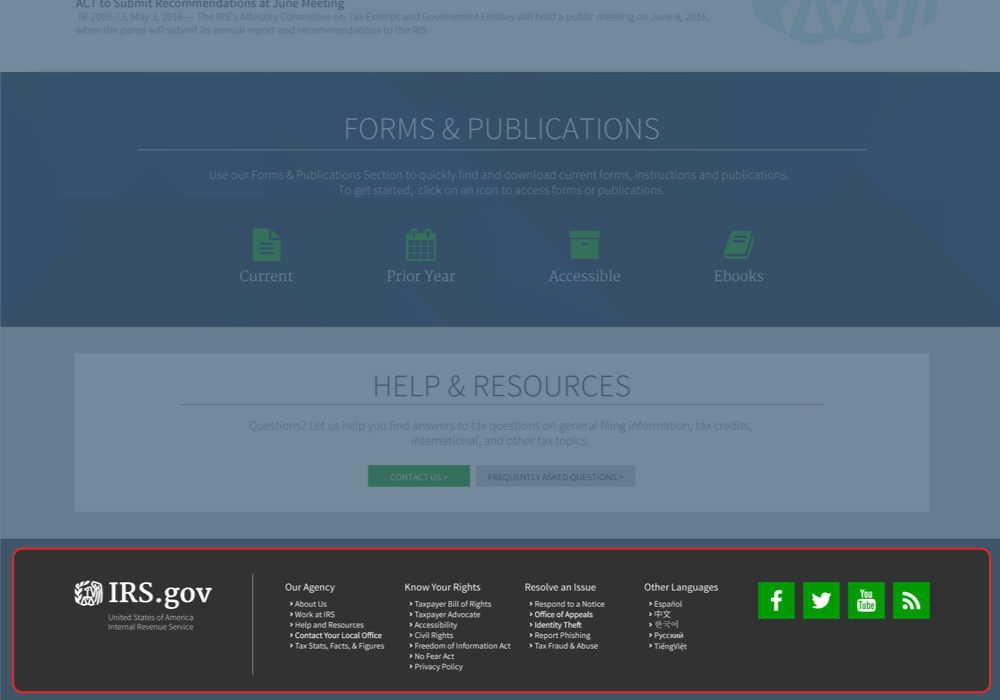 ACT to Submit Recommendations at June Meeting
IR-2016-73, May 3, 2016 — The IRS's Advisory Committee on Tax Exempt and Government Entities will hold a public meeting on June 8, 2016,
when the panel will submit its annual report and recommendations to the IRS.
FORMS & PUBLICATIONS
Use our Forms & Publications Section to quickly find and download current forms, instructions and publications.
To get started, click on an icon to access forms or publications.
Current
Prior Year
Accessible
Ebooks
HELP & RESOURCES
Questions? Let us help you find answers to tax questions on general filing information, tax credits,
international, and other tax topics.
CONTACT US >
FREQUENTLY ASKED QUESTIONS >
IRS.gov
United States of America
Internal Revenue Service
Our Agency
> About Us
> Work at IRS
> Help and Resources
> Contact Your Local Office
> Tax Stats, Facts, & Figures
Know Your Rights
> Taxpayer Bill of Rights
> Taxpayer Advocate
> Accessibility
> Civil Rights
> Freedom of Information Act
> No Fear Act
> Privacy Policy
Resolve an Issue
> Respond to a Notice
> Office of Appeals
> Identity Theft
> Report Phishing
> Tax Fraud & Abuse
Other Languages
> Español
> 中文
> 한국어
> Русский
> TiếngViệt
You
Tube